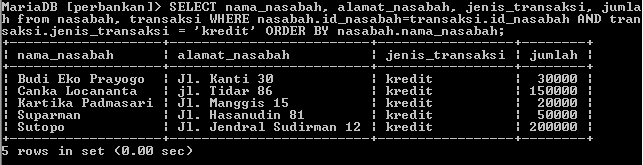 MariaDB [perbankan]> SELECT nama_nasabah, alamat_nasabah, jenis_transaksi, jumla
h from nasabah, transaksi WHERE nasabah.id_nasabah=transaksi.id_nasabah AND tran
saksi.jenis_transaksi = 'kredit' ORDER BY nasabah.nama_nasabah;
+-------------------+--------------------------+-----------------+--------+
| nama_nasabah | alamat_nasabah | jenis_transaksi | jumlah |
+-------------------+--------------------------+-----------------+--------+
| Budi Eko Prayogo | Jl. Kanti 30 | kredit | 30000 |
| Canka Locananta | jl. Tidar 86 | kredit | 150000 |
| Kartika Padmasari | Jl. Manggis 15 | kredit | 20000 |
| Suparman | Jl. Hasanudin 81 | kredit | 50000 |
| Sutopo | Jl. Jendral Sudirman 12 | kredit | 200000 |
+-------------------+--------------------------+-----------------+--------+
5 rows in set (0.00 sec)